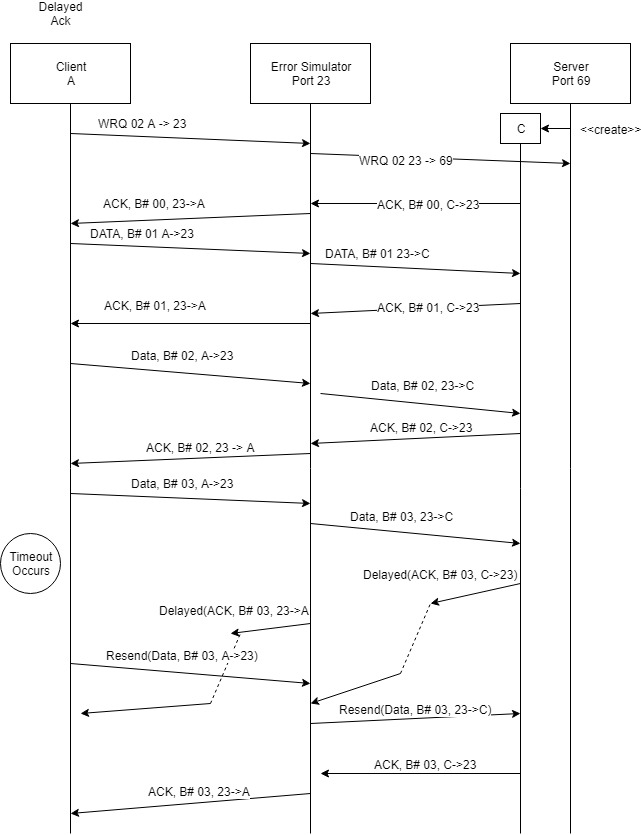 Delayed
Ack
Client
A
Error Simulator
Port 23
Server
Port 69
C
<<create>>
WRQ 02 A -> 23
WRQ 02 23 -> 69
ACK, B# 00, 23->A
ACK, B# 00, C->23
DATA, B# 01 A->23
DATA, B# 01 23->C
ACK, B# 01, 23->A
ACK, B# 01, C->23
Data, B# 02, A->23
Data, B# 02, 23->C
ACK, B# 02, C->23
ACK, B# 02, 23 -> A
Data, B# 03, A->23
Data, B# 03, 23->C
Timeout
Occurs
Delayed(ACK, B# 03, C->23)
Delayed(ACK, B# 03, 23->A
Resend(Data, B# 03, A->23)
Resend(Data, B# 03, 23->C)
ACK, B# 03, C->23
ACK, B# 03, 23->A